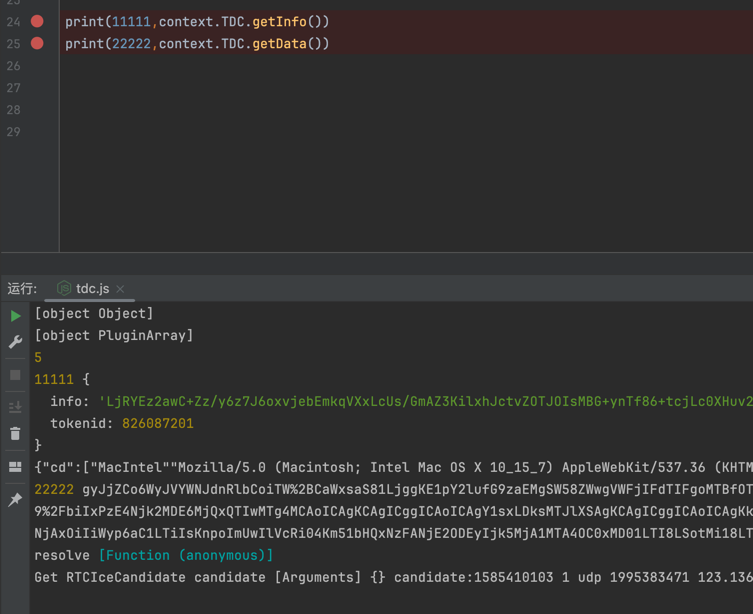 23
24 print(11111,context.TDC.getInfo())
25 print(22222,context.TDC.getData())
26
27
28
29
运行: tdc.js ×
[object Object]
[object PluginArray]
5
11111 {
info: 'LjRYEz2awC+Zz/y6z7J6oxvjebEmkqVXxLcUs/GmAZ3KilxhJctvZOTJOIsMBG+ynTf86+tcjLc0XHuv2
tokenid: 826087201
}
{"cd":["MacIntel""Mozilla/5.0 (Macintosh; Intel Mac OS X 10_15_7) AppleWebKit/537.36 (KHTM
22222 gyJjZCo6WyJVYWNJdnRlbCoiTW%2BCaWxsaS81LjggKE1pY2lufG9zaEMgSW58ZWwgVWFjIFdTIFgoMTBfOT
9%2FbiIxPzE4Njk2MDE6MjQxQTIwMTg4MCAoICAgKCAgICggICAoICAgY1sxLDksMTJlXSAgKCAgICggICAoICAgKk
NjAxOiIiWyp6aC1LTiIsKnpoImUwIlVcRi04Km51bHQxNzFANjE2ODEyIjk5MjA1MTA4OC0xMD01LTI8LSotMi18LT
resolve [Function (anonymous)]
Get RTCIceCandidate candidate [Arguments] {} candidate:1585410103 1 udp 1995383471 123.136